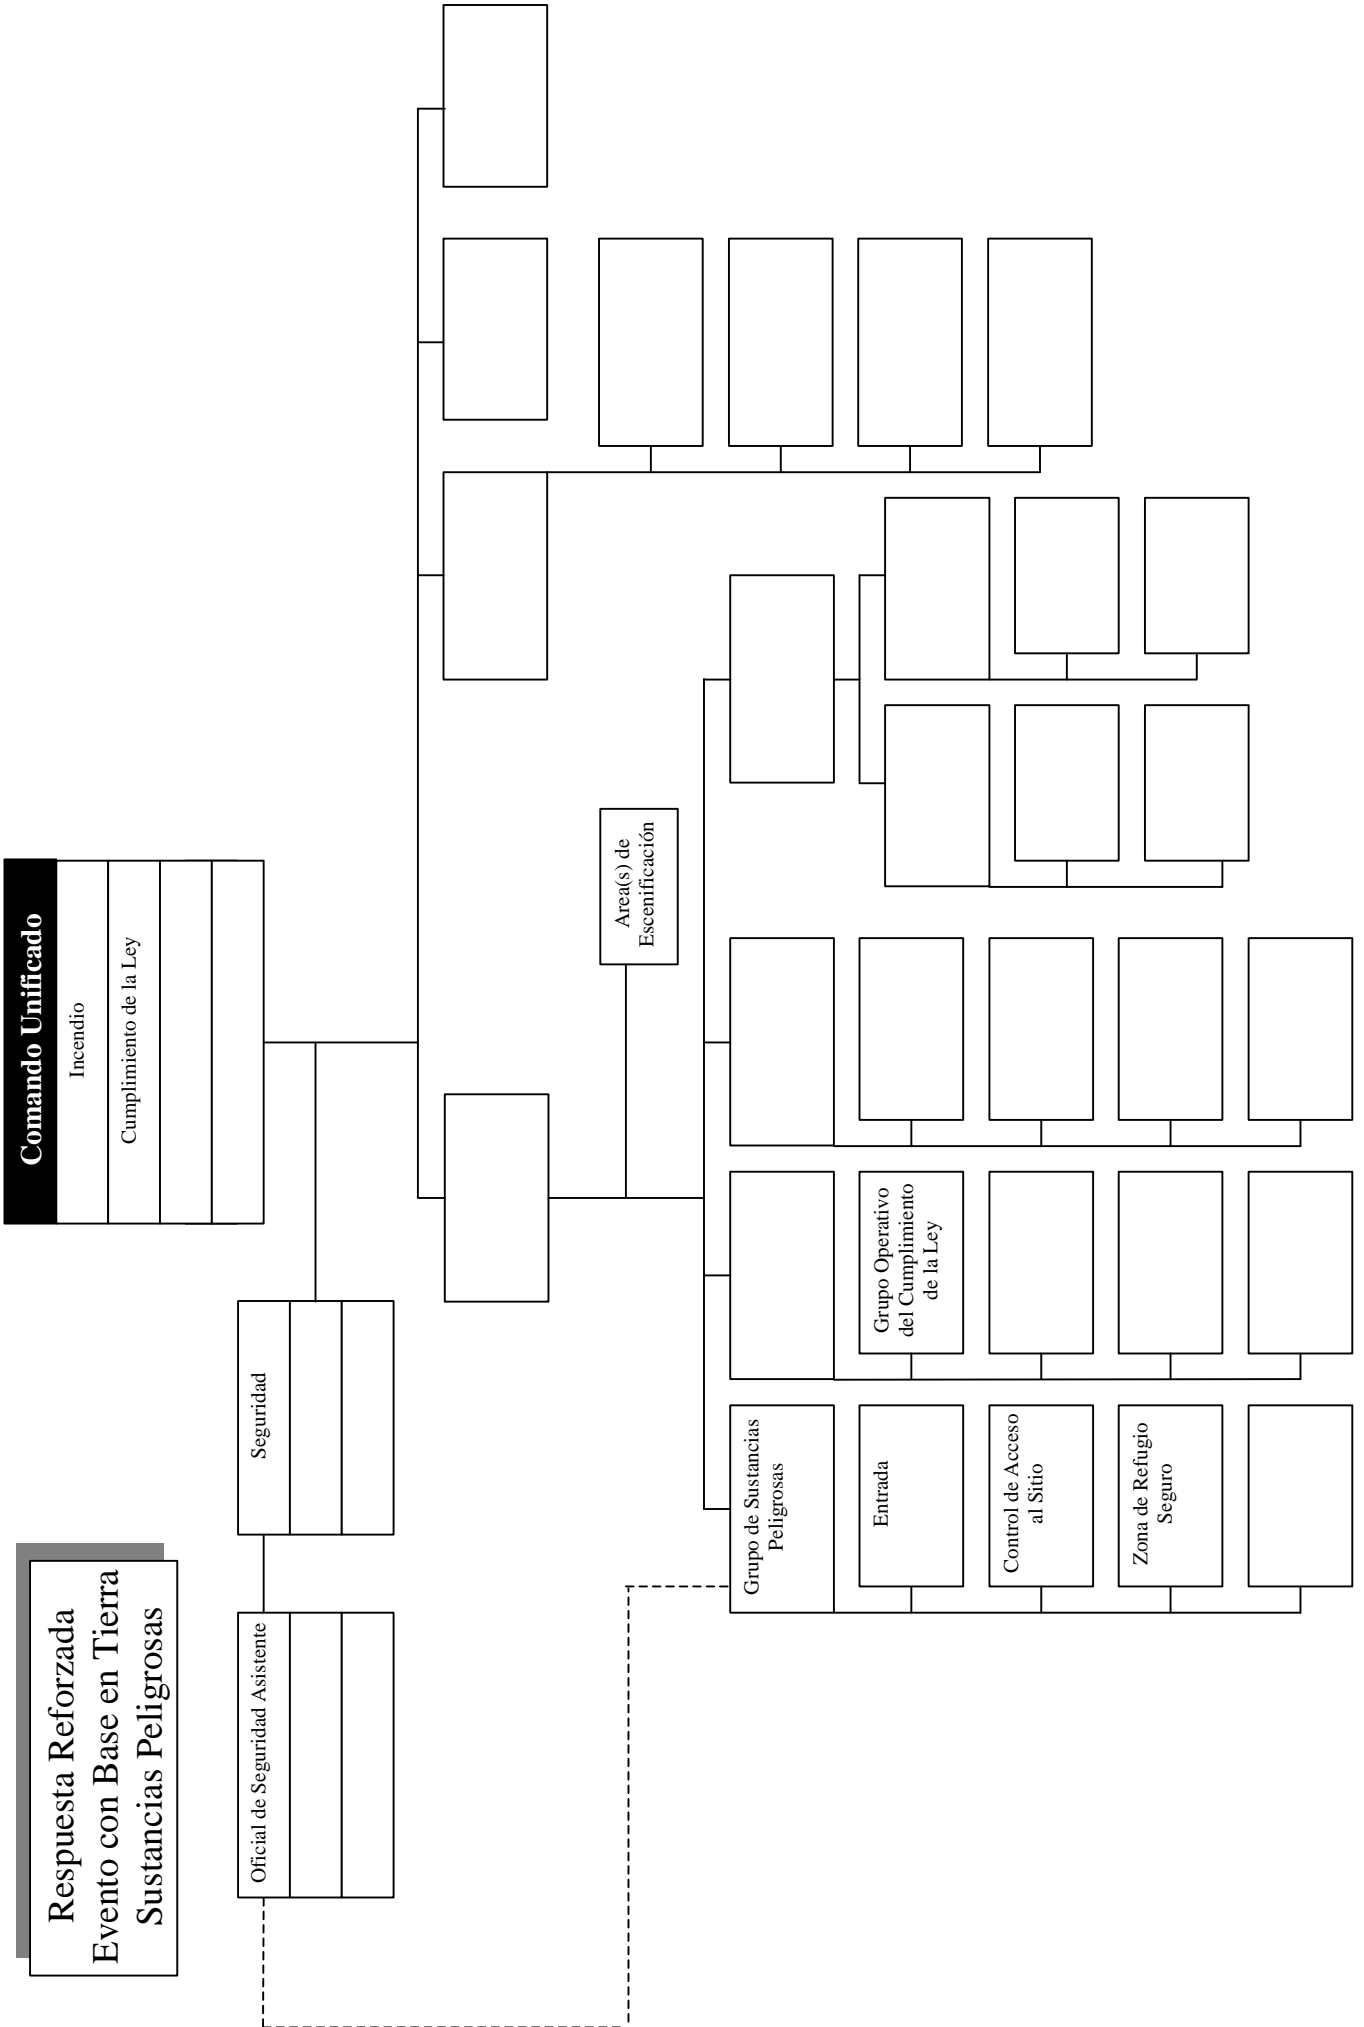 Respuesta Reforzada
Evento con Base en Tierra
Sustancias Peligrosas
Comando Unificado
Incendio
Cumplimiento de la Ley
Oficial de Seguridad Asistente
Seguridad
Area(s) de
Escenificación
Grupo de Sustancias
Peligrosas
Entrada
Control de Acceso
al Sitio
Zona de Refugio
Seguro
Grupo Operativo
del Cumplimiento
de la Ley